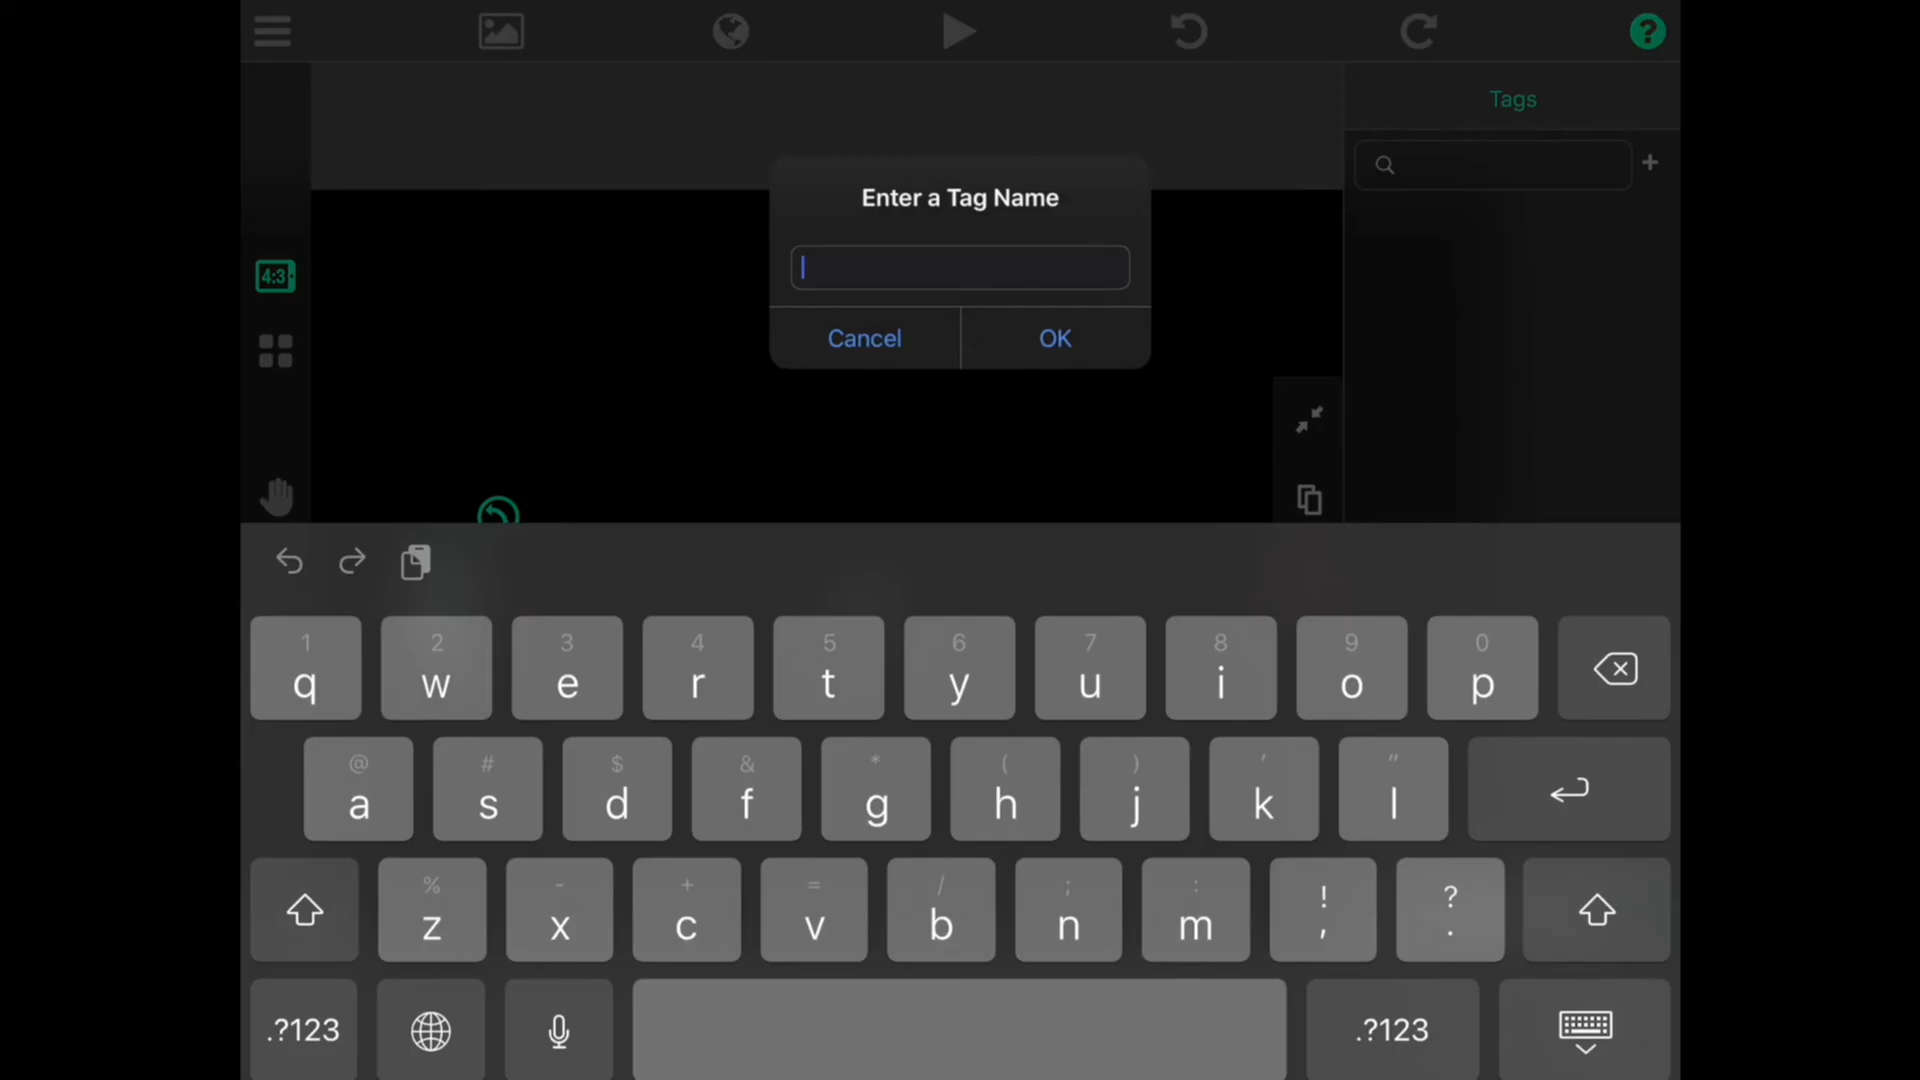 ?
Tags
+
Enter a Tag Name
4:3
Cancel OK
1 2 3 4 5 6 7 8 9 0
q w e r t y u i o p
@ # $ & * ( ) ' "
a s d f g h j k l
% - + = / ; : ! ?
z x c v b n m , .
.?123 .?123